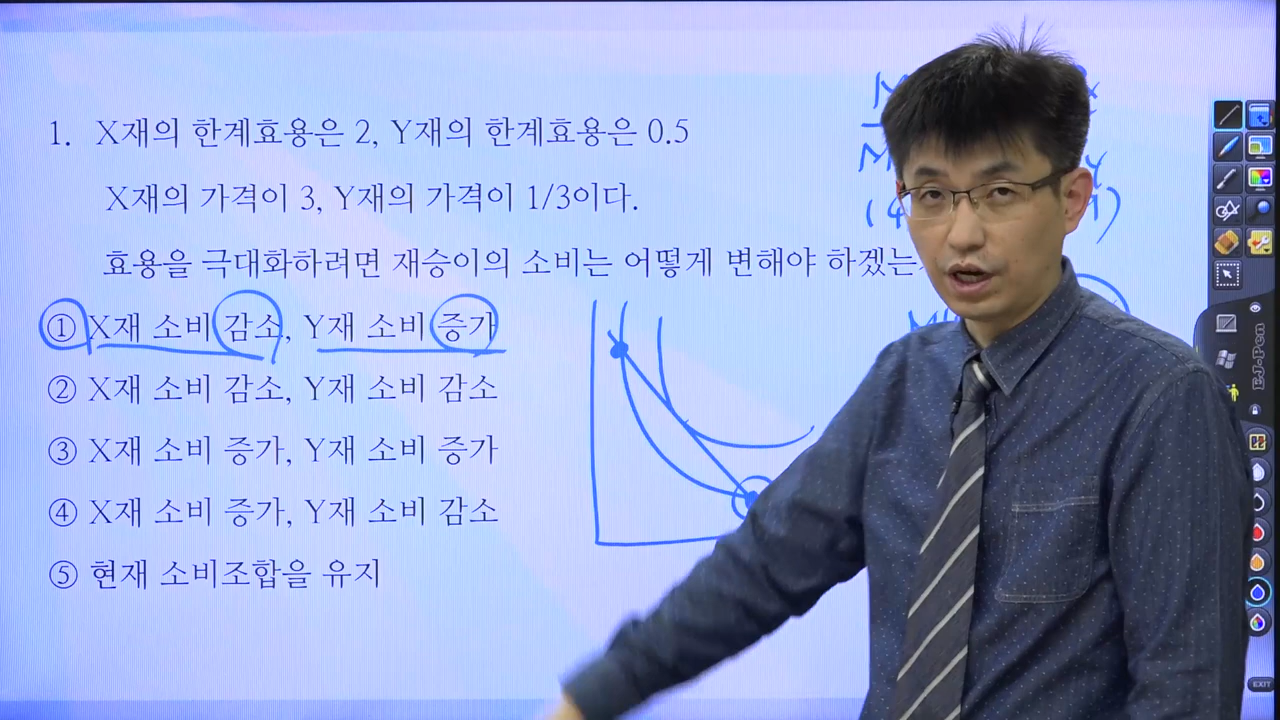 1. X재의 한계효용은 2, Y재의 한계효용은 0.5
X재의 가격이 3, Y재의 가격이 1/3이다.
효용을 극대화하려면 재승이의 소비는 어떻게 변해야 하겠는
① X재 소비 감소, Y재 소비 증가
② X재 소비 감소, Y재 소비 감소
③ X재 소비 증가, Y재 소비 증가
④ X재 소비 증가, Y재 소비 감소
⑤ 현재 소비조합을 유지
EJ-Pen
EXIT